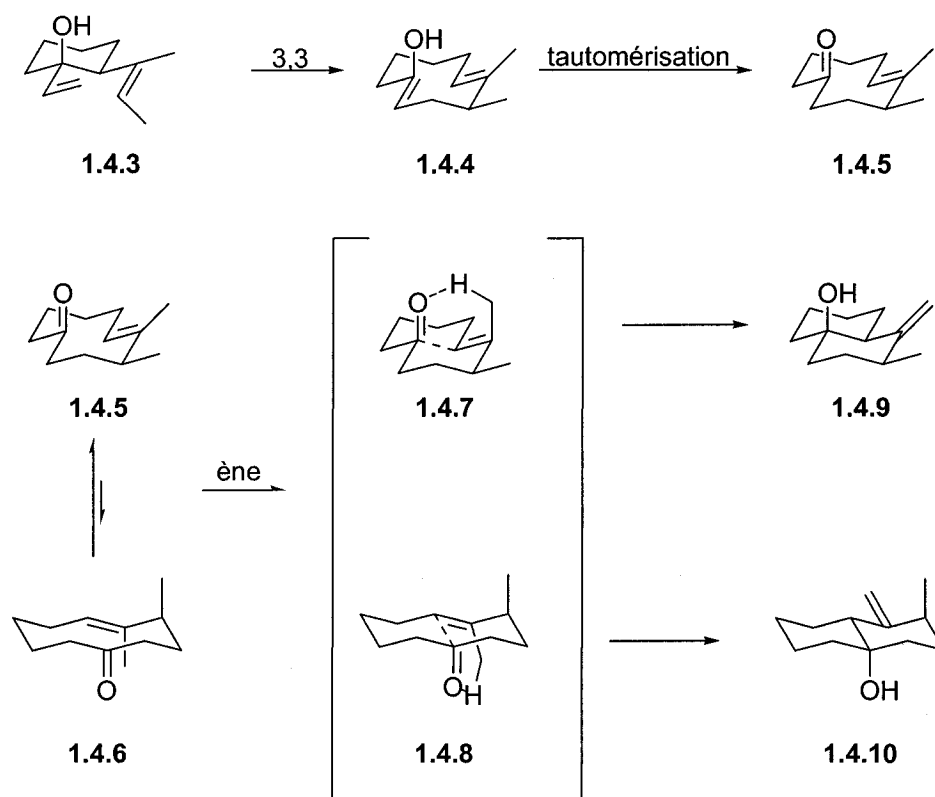 OH
3,3
OH
tautomérisation
O
1.4.3
1.4.4
1.4.5
O
O
H
OH
1.4.5
1.4.7
1.4.9
ène
O
O
H
OH
1.4.6
1.4.8
1.4.10